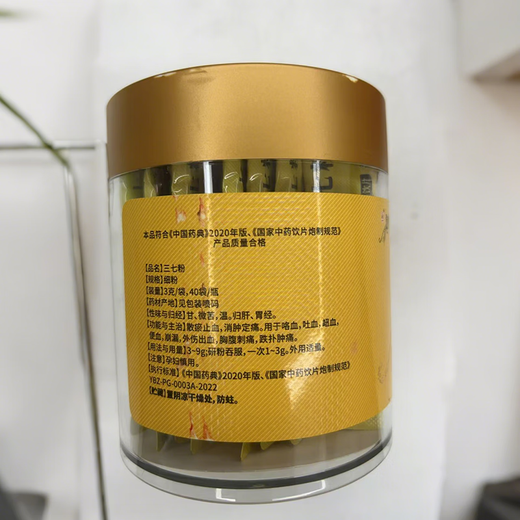 本品符合《中国药典》2020年版、《国家中药饮片炮制规范》
产品质量合格
【品名】三七粉
【规格】细粉
【装量】3克/袋,40袋/瓶
【药材产地】见包装喷码
【性味与归经】甘、微苦,温。归肝、胃经。
【功能与主治】散瘀止血,消肿定痛。用于咯血,吐血,衄血,
便血,崩漏,外伤出血,胸腹刺痛,跌扑肿痛。
【用法与用量】3~9g;研粉吞服,一次1~3g。外用适量。
【注意】孕妇慎用。
【执行标准】《中国药典》2020年版、《国家中药饮片炮制规范》
YBZ-PG-0003A-2022
【贮藏】置阴凉干燥处,防蛀。